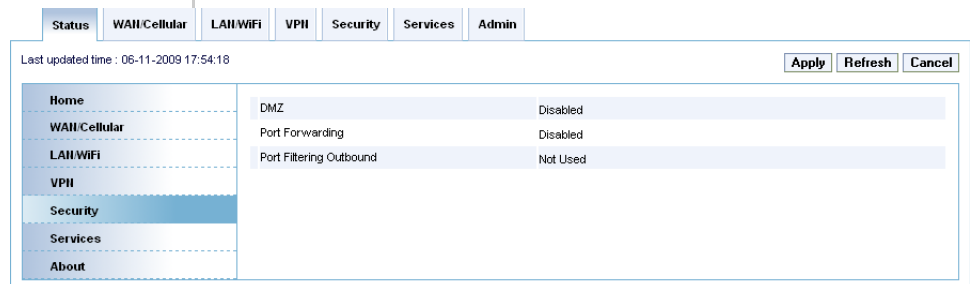 Status WAN/Cellular LAN/WiFi VPN Security Services Admin
Last updated time : 06-11-2009 17:54:18
Apply Refresh Cancel
Home
WAN/Cellular
LAN/WiFi
VPN
Security
Services
About
DMZ Disabled
Port Forwarding Disabled
Port Filtering Outbound Not Used